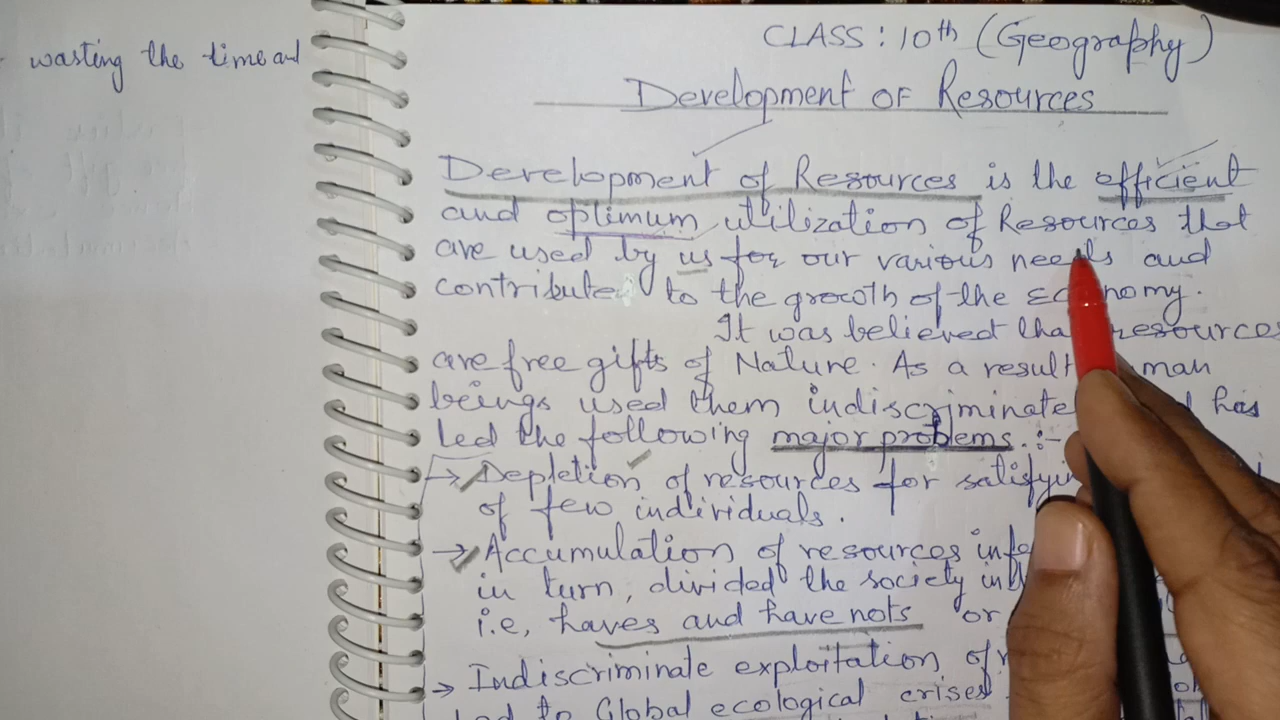 wasting the time and
CLASS: 10th (Geography)
Development of Resources
Development of Resources is the efficient
and optimum utilization of Resources that
are used by us for our various needs and
contribute to the growth of the Economy.
It was believed that resources
are free gifts of Nature. As a result
beings used them indiscriminate has
led the following major problems.:-
→ Depletion of resources for
of few individuals.
→ Accumulation of resources
in turn, divided the society
i.e, haves and have nots or
→ Indiscriminate exploitation of
led to Global ecological crises